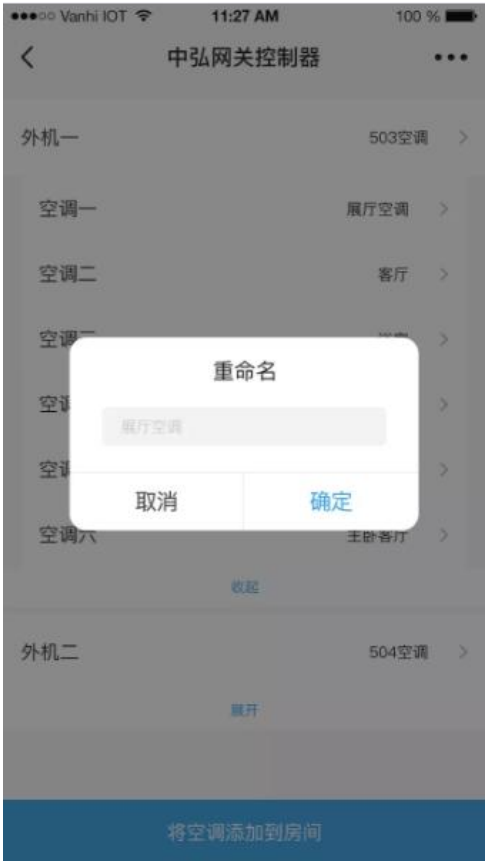 Vanhi IOT 11:27 AM 100 %
中弘网关控制器
外机一 503空调
空调一 展厅空调
空调二 客厅
空调
重命名
展厅空调
取消 确定
空调六 主卧客厅
收起
外机二 504空调
展开
将空调添加到房间